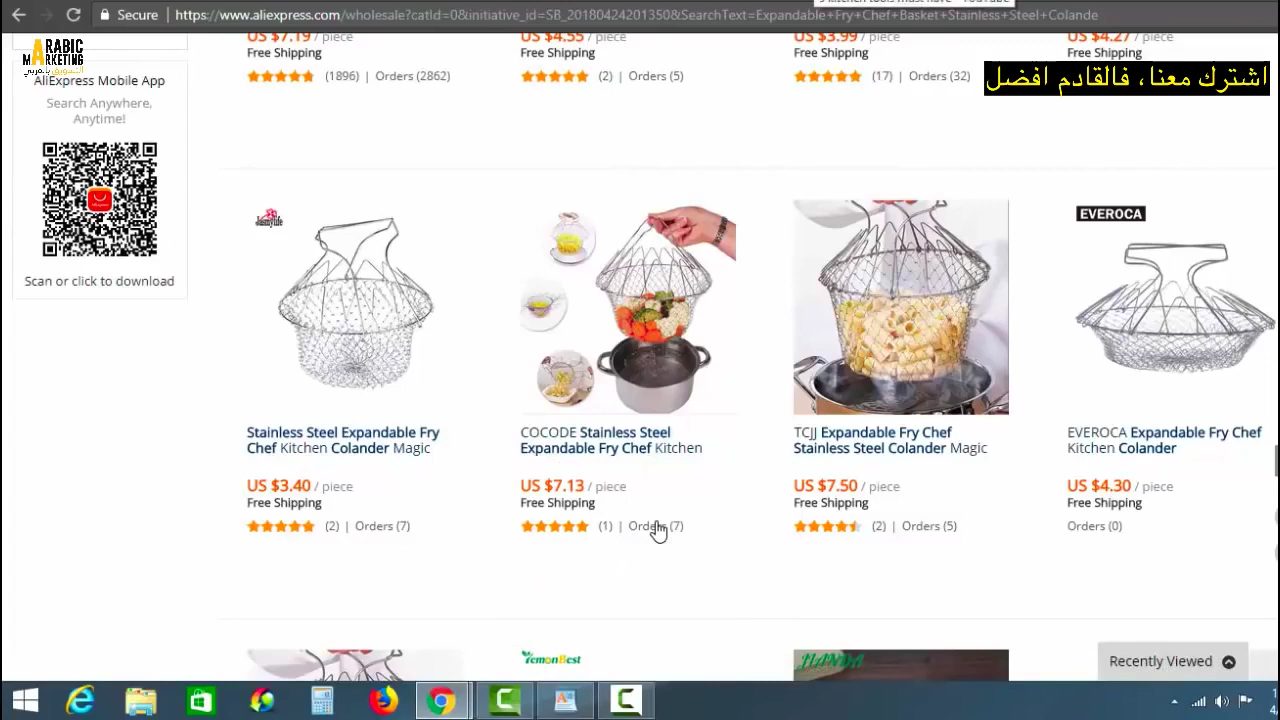 Secure | https://www.aliexpress.com/wholesale?catId=0&initiative_id=SB_20180424201350&SearchText=Expandable+Fry+Chef+Basket+Stainless+Steel+Colande
ARABIC
MARKETING
التسويق بالعربي
اشترك معنا، فالقادم افضل
US $7.19 / piece
Free Shipping
(1896) | Orders (2862)
US $4.55 / piece
Free Shipping
(2) | Orders (5)
US $3.99 / piece
Free Shipping
(17) | Orders (32)
US $4.27 / piece
Free Shipping
AliExpress Mobile App
Search Anywhere,
Anytime!
Scan or click to download
Stainless Steel Expandable Fry
Chef Kitchen Colander Magic
US $3.40 / piece
Free Shipping
(2) | Orders (7)
COCODE Stainless Steel
Expandable Fry Chef Kitchen
US $7.13 / piece
Free Shipping
(1) | Orders (7)
TCJJ Expandable Fry Chef
Stainless Steel Colander Magic
US $7.50 / piece
Free Shipping
(2) | Orders (5)
EVEROCA
EVEROCA Expandable Fry Chef
Kitchen Colander
US $4.30 / piece
Free Shipping
Orders (0)
LemonBest
JIANDA
Recently Viewed